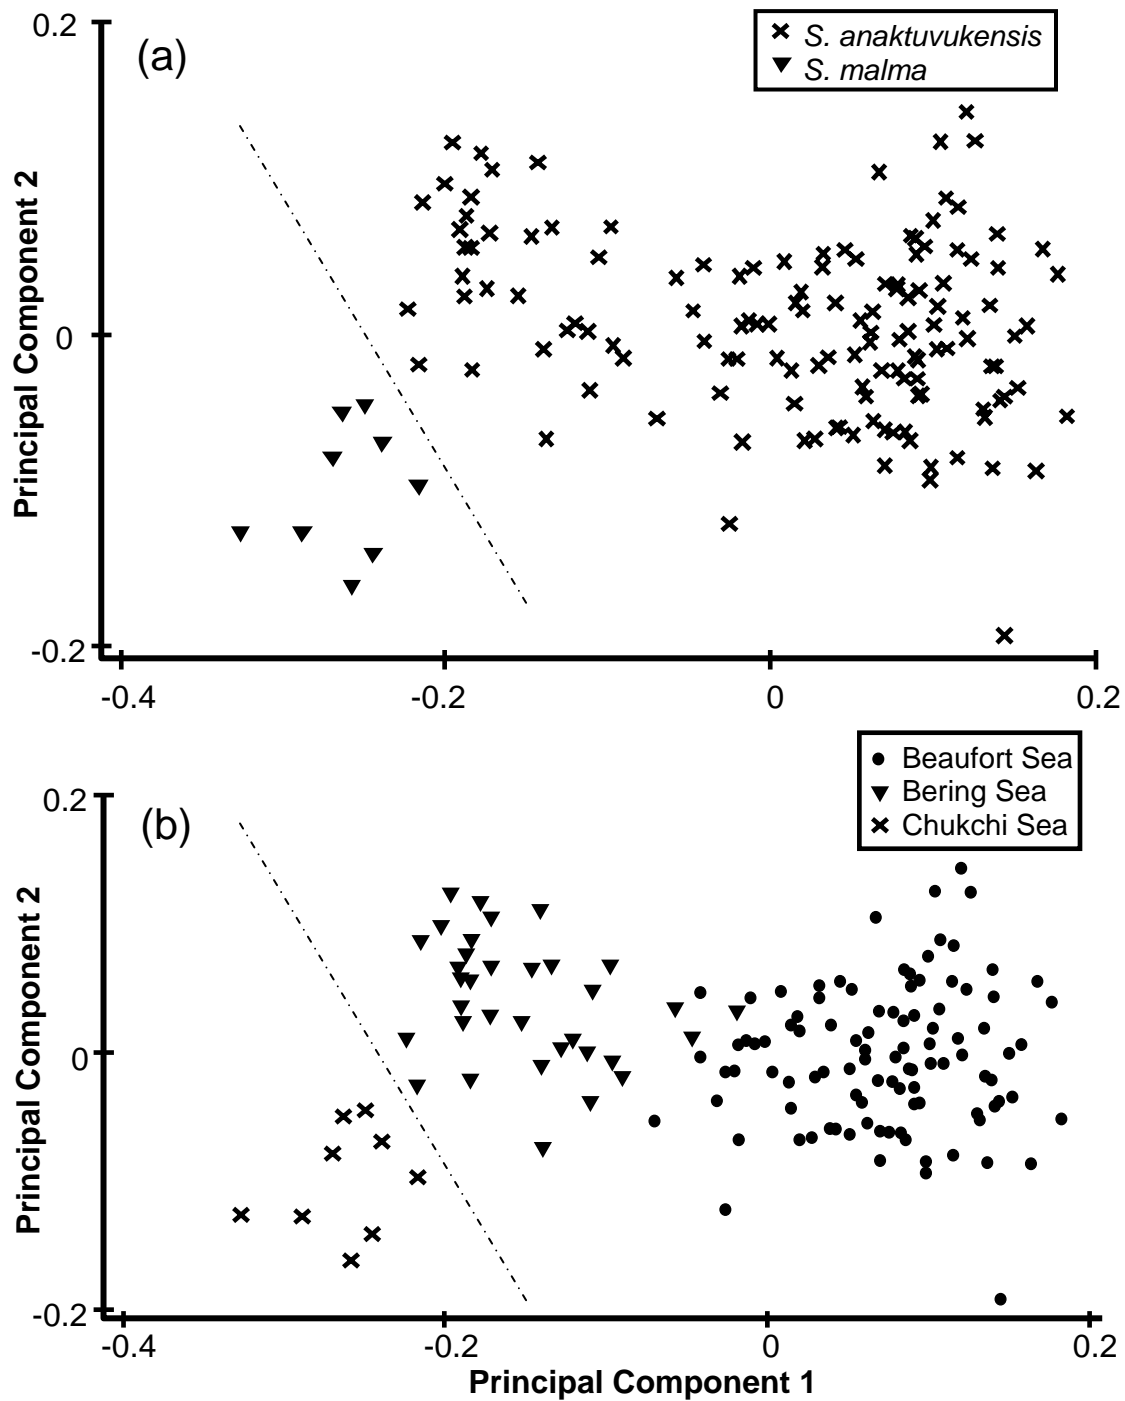 0.2
(a)
S. anaktuvukensis
S. malma
Principal Component 2
0
-0.2
-0.4
-0.2
0
0.2
Beaufort Sea
Bering Sea
Chukchi Sea
0.2
(b)
Principal Component 2
0
-0.2
-0.4
-0.2
0
0.2
Principal Component 1